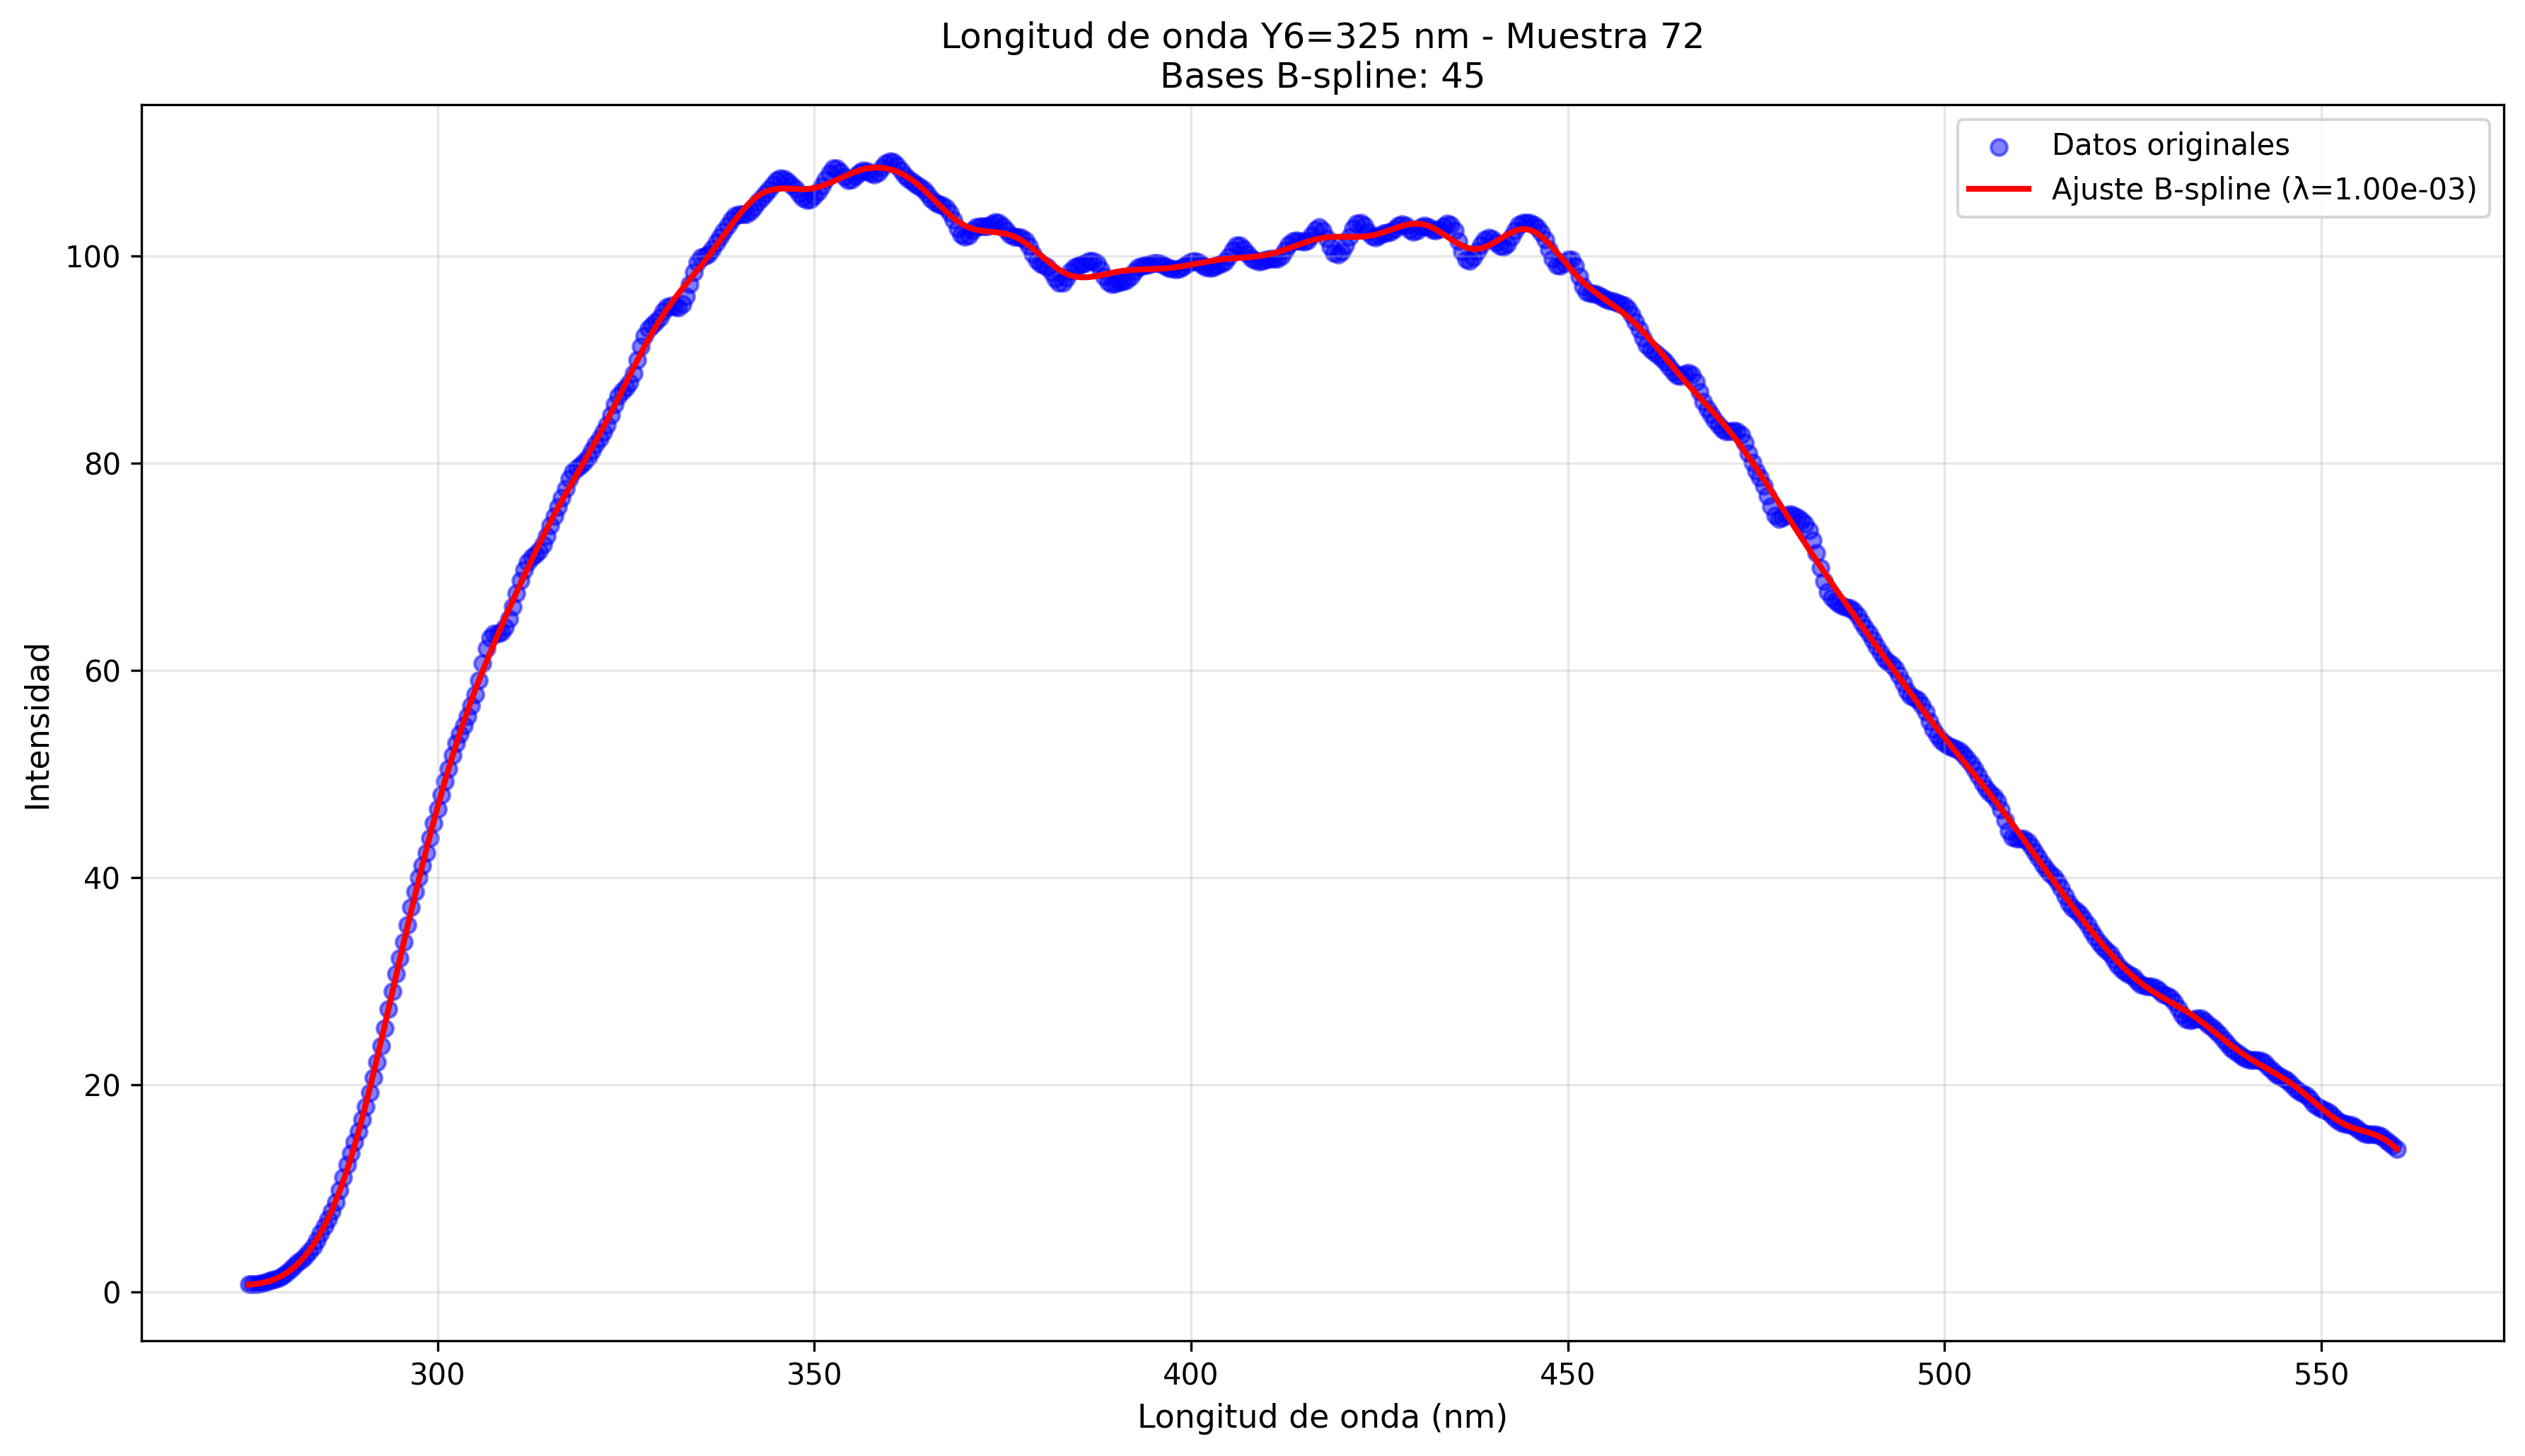 Longitud de onda Y6=325 nm - Muestra 72
Bases B-spline: 45
Datos originales
Ajuste B-spline (λ=1.00e-03)
Intensidad
100
80
60
40
20
0
300 350 400 450 500 550
Longitud de onda (nm)